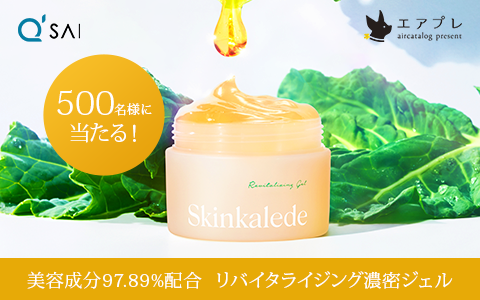 Q'SAI
エアプレ
aircatalog present
500名様に
当たる！
Revitalizing Gel
Skinkalede
美容成分97.89%配合 リバイタライジング濃密ジェル